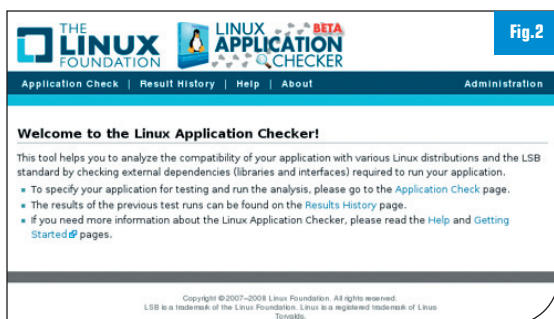 THE
LINUX
FOUNDATION
LINUX BETA
APPLICATION
CHECKER
Fig.2
Application Check | Result History | Help | About Administration
Welcome to the Linux Application Checker!
This tool helps you to analyze the compatibility of your application with various Linux distributions and the LSB
standard by checking external dependencies (libraries and interfaces) required to run your application.
To specify your application for testing and run the analysis, please go to the Application Check page.
The results of the previous test runs can be found on the Results History page.
If you need more information about the Linux Application Checker, please read the Help and Getting
Started pages.
Copyright ©2007–2008 Linux Foundation. All rights reserved.
LSB is a trademark of the Linux Foundation. Linux is a registered trademark of Linus
Torvalds.